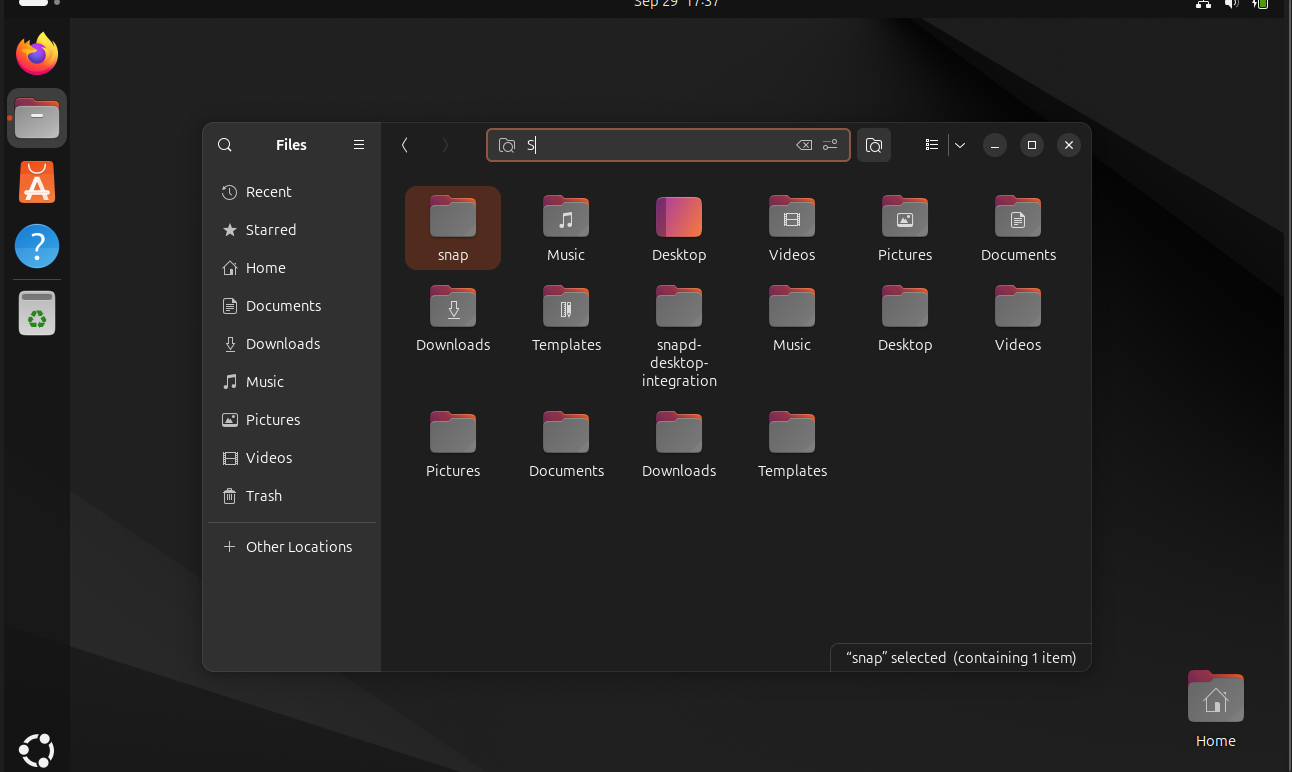 Sep 29 17:37
Files
S
Recent
Starred
Home
Documents
Downloads
Music
Pictures
Videos
Trash
Other Locations
snap
Music
Desktop
Videos
Pictures
Documents
Downloads
Templates
snapd-
desktop-
integration
Music
Desktop
Videos
Pictures
Documents
Downloads
Templates
“snap” selected (containing 1 item)
Home